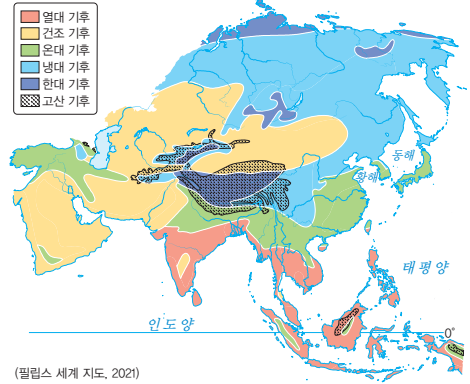 열대 기후
건조 기후
온대 기후
냉대 기후
한대 기후
고산 기후
동해
황해
태평양
인도양
0°
(필립스 세계 지도, 2021)